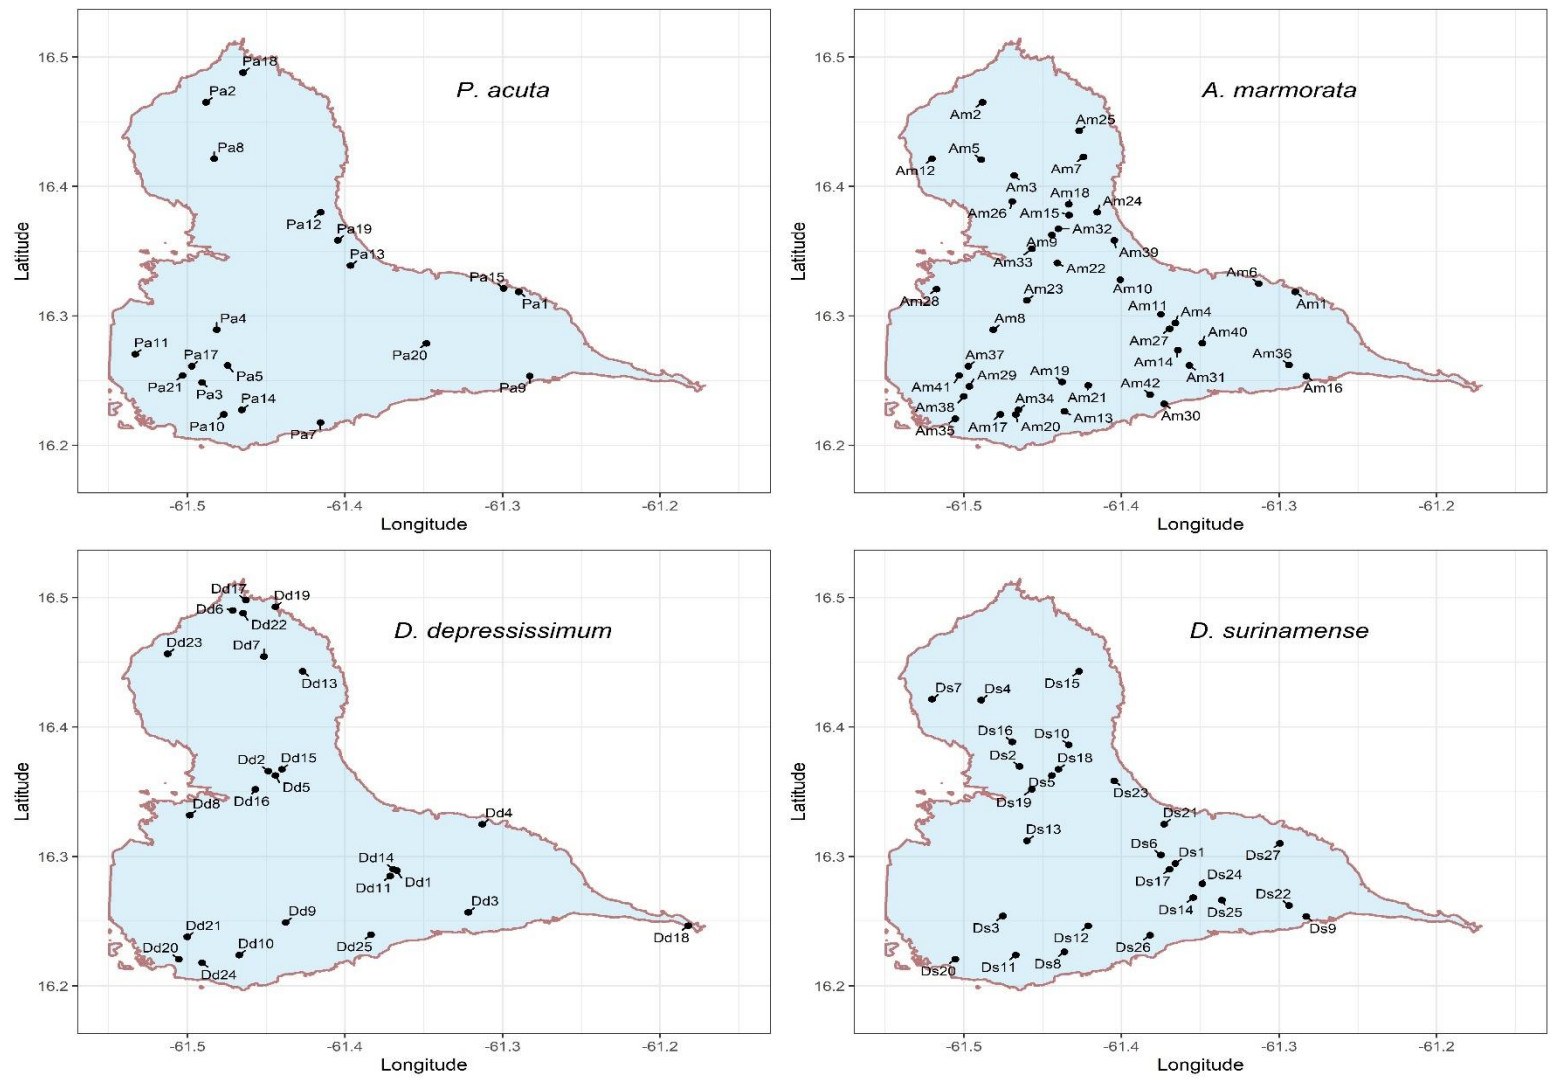 P. acuta
16.5
16.4
16.3
16.2
Latitude
Pa18
Pa2
Pa8
Pa12
Pa19
Pa13
Pa15
Pa1
Pa4
Pa11
Pa17
Pa20
Pa21
Pa5
Pa9
Pa3
Pa14
Pa10
Pa7
-61.5
-61.4
-61.3
-61.2
Longitude
A. marmorata
16.5
16.4
16.3
16.2
Latitude
Am2
Am25
Am5
Am12
Am7
Am3
Am18
Am24
Am26
Am15
Am32
Am9
Am39
Am33
Am22
Am6
Am28
Am23
Am10
Am1
Am11
Am8
Am4
Am27
Am40
Am37
Am14
Am36
Am29
Am19
Am31
Am41
Am42
Am16
Am38
Am34
Am21
Am35
Am17
Am20
Am13
Am30
-61.5
-61.4
-61.3
-61.2
Longitude
D. depressissimum
16.5
16.4
16.3
16.2
Latitude
Dd17
Dd19
Dd6
Dd22
Dd23
Dd7
Dd13
Dd2
Dd15
Dd5
Dd16
Dd8
Dd4
Dd14
Dd1
Dd11
Dd3
Dd9
Dd21
Dd18
Dd20
Dd10
Dd25
Dd24
-61.5
-61.4
-61.3
-61.2
Longitude
D. surinamense
16.5
16.4
16.3
16.2
Latitude
Ds7
Ds4
Ds15
Ds16
Ds10
Ds2
Ds18
Ds5
Ds23
Ds19
Ds21
Ds13
Ds6
Ds1
Ds27
Ds17
Ds24
Ds22
Ds14
Ds25
Ds3
Ds12
Ds9
Ds26
Ds20
Ds11
Ds8
-61.5
-61.4
-61.3
-61.2
Longitude